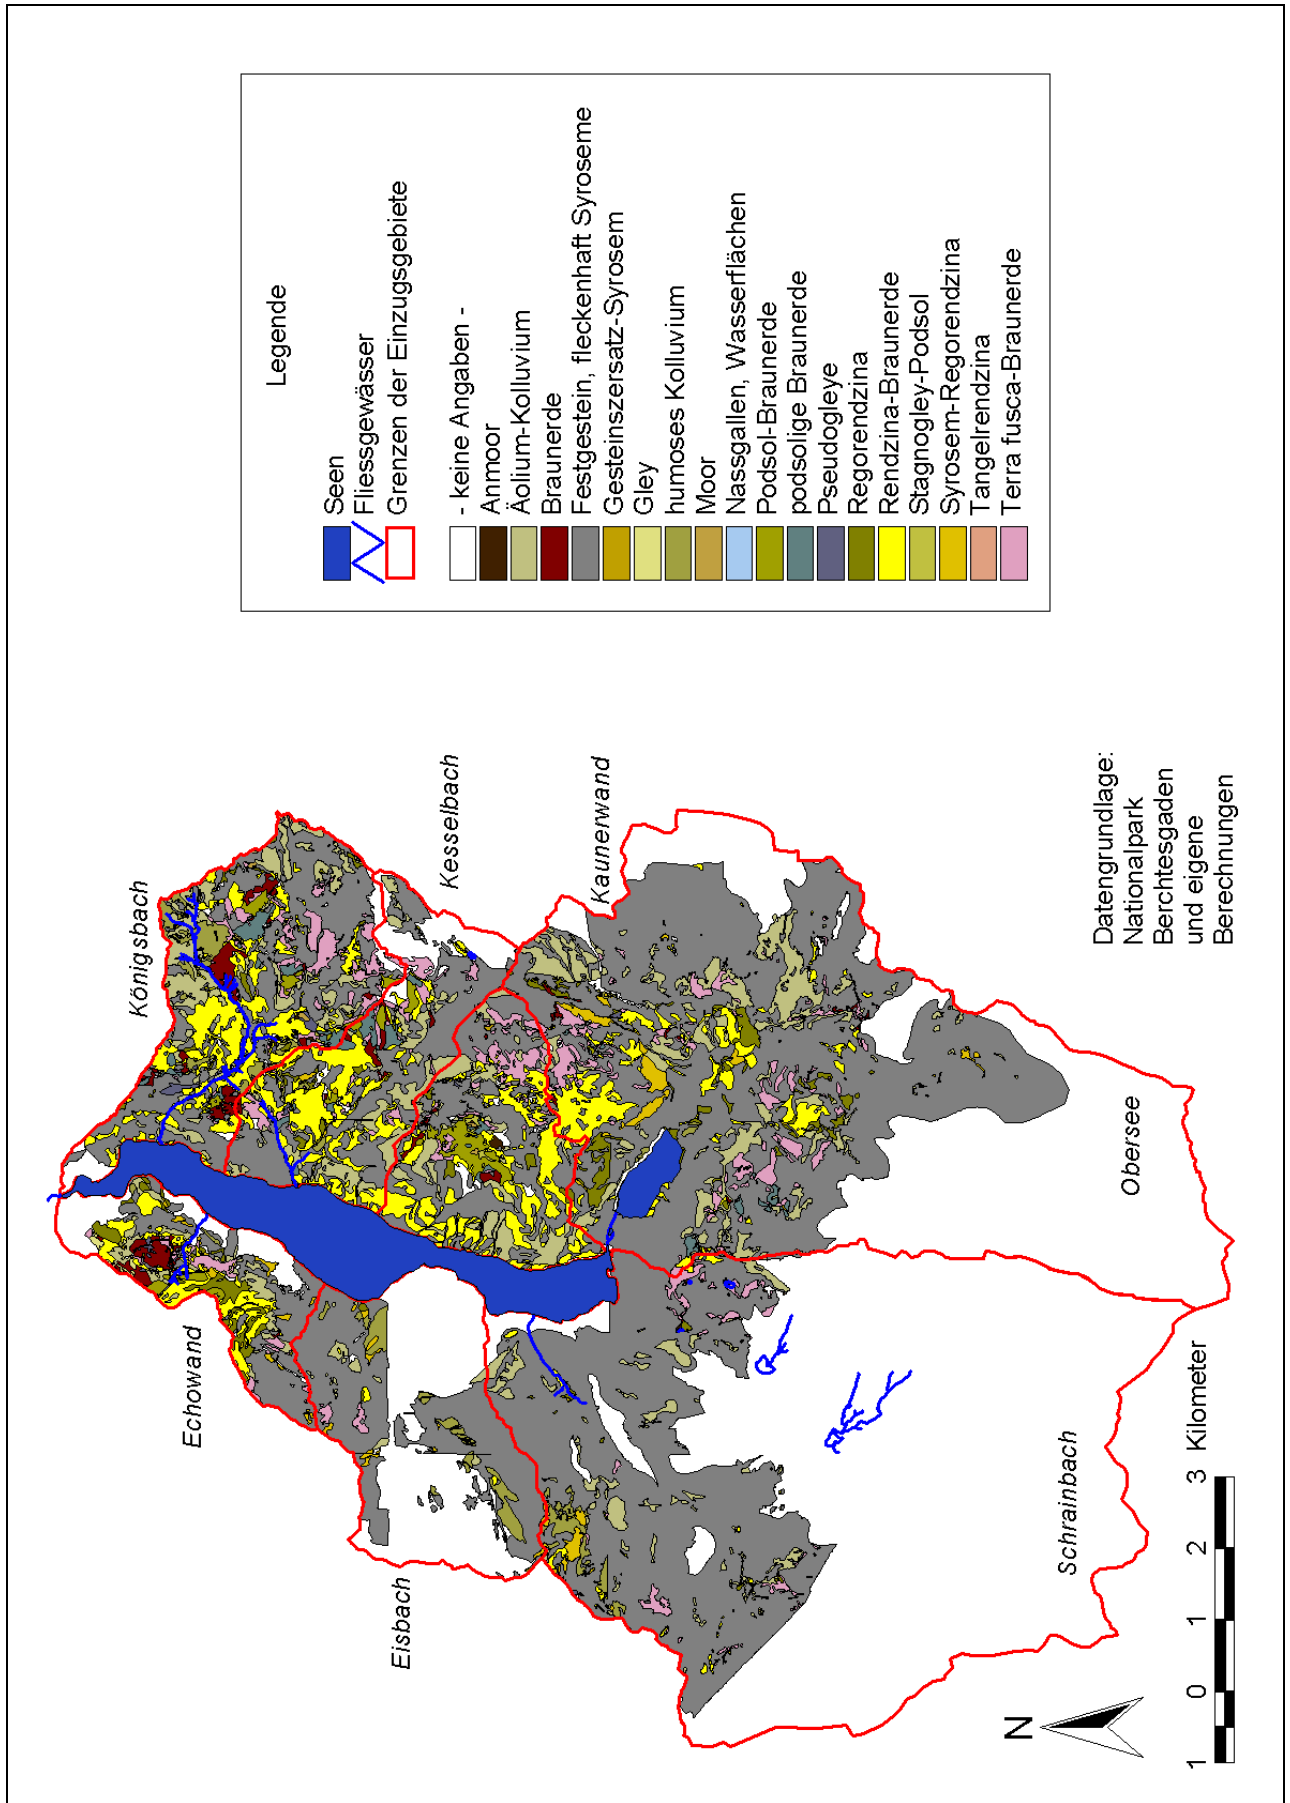 Legende
Seen
Fliessgewässer
Grenzen der Einzugsgebiete
- keine Angaben -
Anmoor
Äolium-Kolluvium
Braunerde
Festgestein, fleckenhaft Syroseme
Gesteinszersatz-Syrosem
Gley
humoses Kolluvium
Moor
Nassgallen, Wasserflächen
Podsol-Braunerde
podsolige Braunerde
Pseudogleye
Regorendzina
Rendzina-Braunerde
Stagnogley-Podsol
Syrosem-Regorendzina
Tangelrendzina
Terra fusca-Braunerde
Königsbach
Kesselbach
Kaunerwand
Echowand
Eisbach
Obersee
Schrainbach
Datengrundlage:
Nationalpark
Berchtesgaden
und eigene
Berechnungen
N
1 0 1 2 3 Kilometer